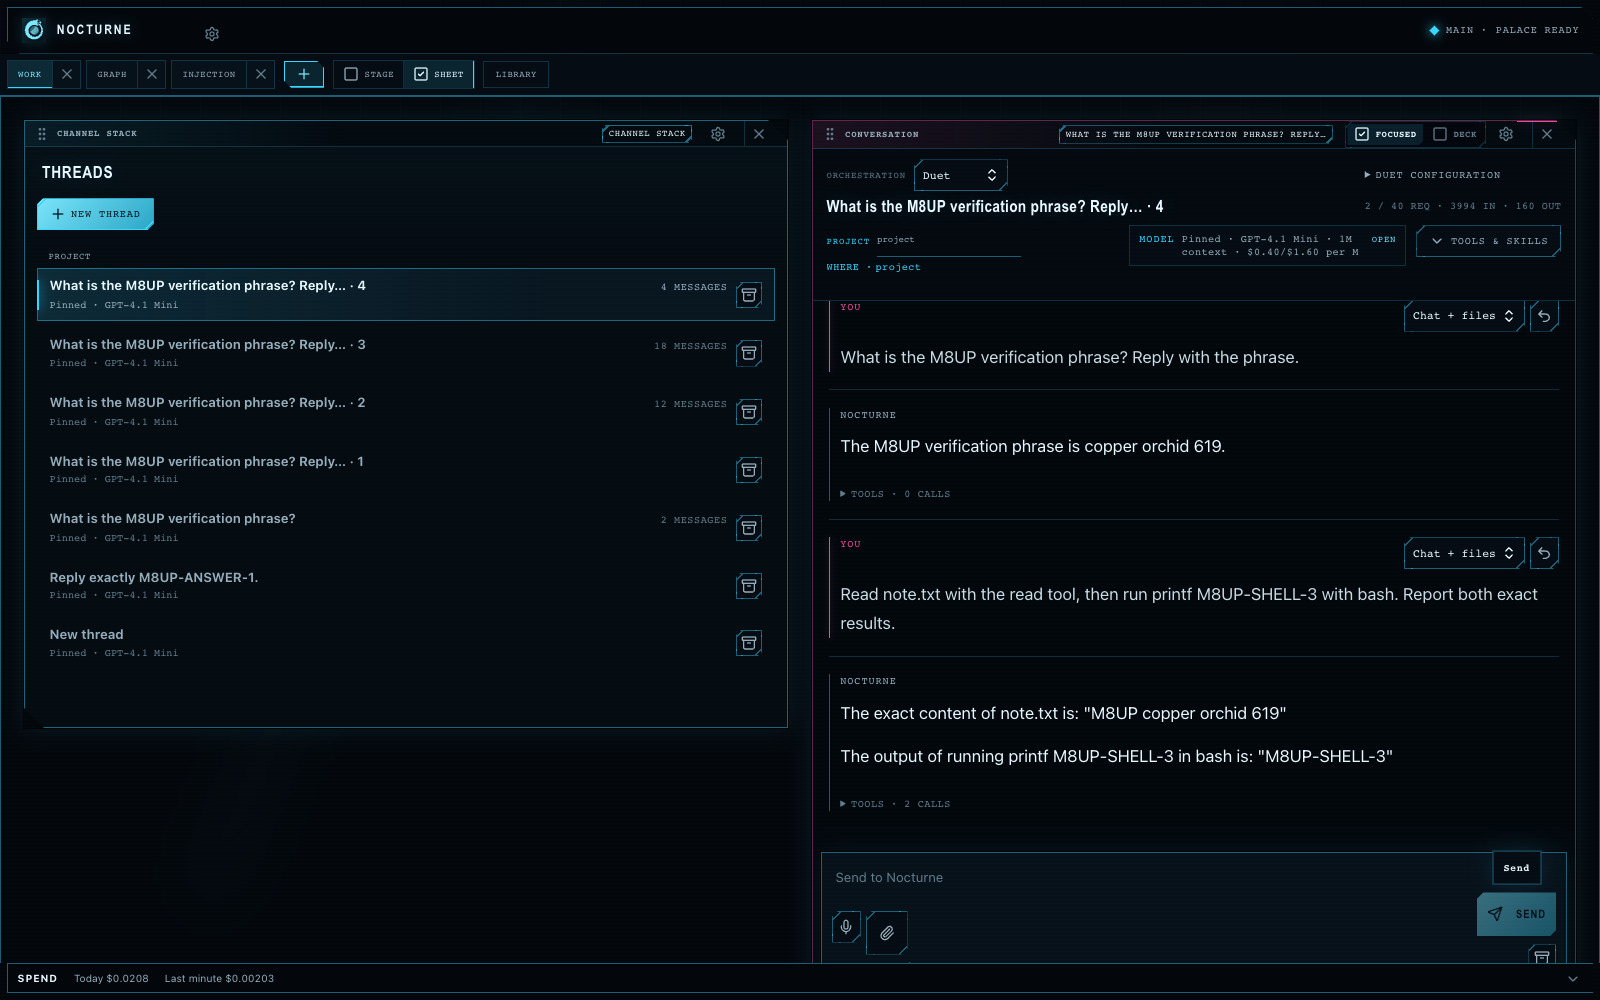 NOCTURNE
MAIN · PALACE READY
WORK
GRAPH
INJECTION
STAGE
SHEET
LIBRARY
CHANNEL STACK
CHANNEL STACK
THREADS
NEW THREAD
PROJECT
What is the M8UP verification phrase? Reply... · 4
4 MESSAGES
Pinned · GPT-4.1 Mini
What is the M8UP verification phrase? Reply... · 3
18 MESSAGES
Pinned · GPT-4.1 Mini
What is the M8UP verification phrase? Reply... · 2
12 MESSAGES
Pinned · GPT-4.1 Mini
What is the M8UP verification phrase? Reply... · 1
Pinned · GPT-4.1 Mini
What is the M8UP verification phrase?
2 MESSAGES
Pinned · GPT-4.1 Mini
Reply exactly M8UP-ANSWER-1.
Pinned · GPT-4.1 Mini
New thread
Pinned · GPT-4.1 Mini
CONVERSATION
WHAT IS THE M8UP VERIFICATION PHRASE? REPLY…
FOCUSED
DECK
ORCHESTRATION
Duet
DUET CONFIGURATION
What is the M8UP verification phrase? Reply... · 4
2 / 40 REQ · 3994 IN · 160 OUT
PROJECT project
WHERE · project
MODEL Pinned · GPT-4.1 Mini · 1M
context · $0.40/$1.60 per M
OPEN
TOOLS & SKILLS
YOU
Chat + files
What is the M8UP verification phrase? Reply with the phrase.
NOCTURNE
The M8UP verification phrase is copper orchid 619.
TOOLS · 0 CALLS
YOU
Chat + files
Read note.txt with the read tool, then run printf M8UP-SHELL-3 with bash. Report both exact
results.
NOCTURNE
The exact content of note.txt is: "M8UP copper orchid 619"
The output of running printf M8UP-SHELL-3 in bash is: "M8UP-SHELL-3"
TOOLS · 2 CALLS
Send to Nocturne
Send
SEND
SPEND
Today $0.0208
Last minute $0.00203